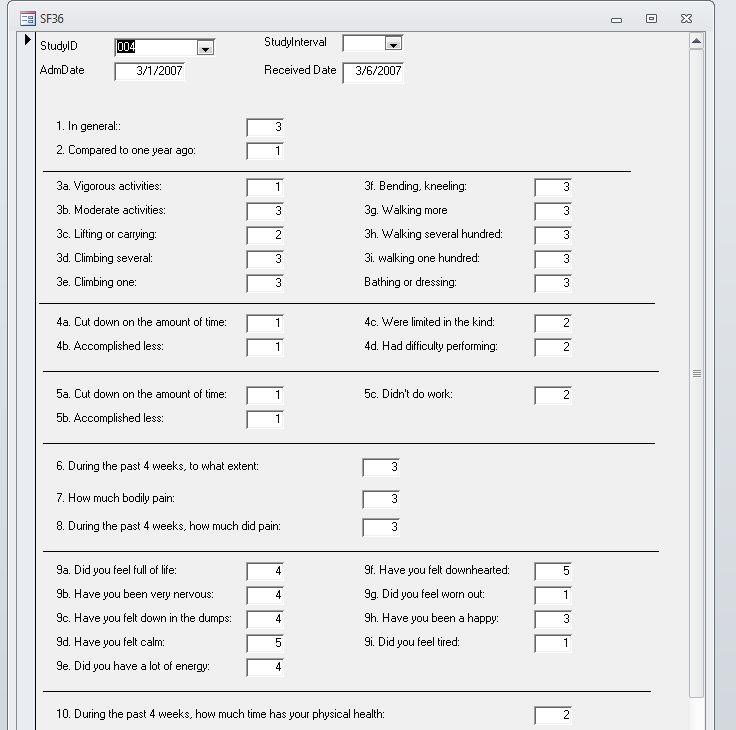 SF36
StudyID 004 StudyInterval
AdmDate 3/1/2007 Received Date 3/6/2007
1. In general:: 3
2. Compared to one year ago: 1
3a. Vigorous activities: 1 3f. Bending, kneeling: 3
3b. Moderate activities: 3 3g. Walking more 3
3c. Lifting or carrying: 2 3h. Walking several hundred: 3
3d. Climbing several: 3 3i. walking one hundred: 3
3e. Climbing one: 3 Bathing or dressing: 3
4a. Cut down on the amount of time: 1 4c. Were limited in the kind: 2
4b. Accomplished less: 1 4d. Had difficulty performing: 2
5a. Cut down on the amount of time: 1 5c. Didn't do work: 2
5b. Accomplished less: 1
6. During the past 4 weeks, to what extent: 3
7. How much bodily pain: 3
8. During the past 4 weeks, how much did pain: 3
9a. Did you feel full of life: 4 9f. Have you felt downhearted: 5
9b. Have you been very nervous: 4 9g. Did you feel worn out: 1
9c. Have you felt down in the dumps: 4 9h. Have you been a happy: 3
9d. Have you felt calm: 5 9i. Did you feel tired: 1
9e. Did you have a lot of energy: 4
10. During the past 4 weeks, how much time has your physical health: 2